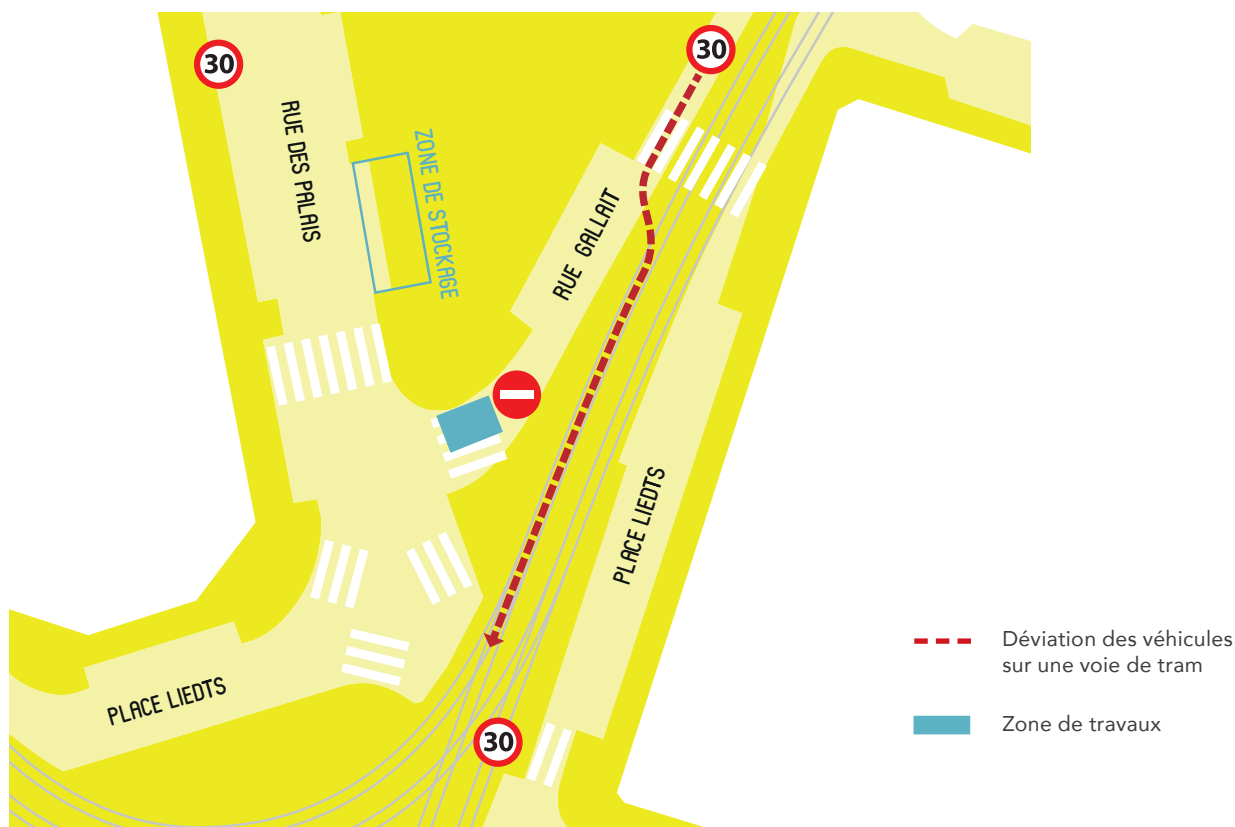 30
30
RUE DES PALAIS
ZONE DE STOCKAGE
RUE GALLAIT
PLACE LIEDTS
PLACE LIEDTS
30
Déviation des véhicules
sur une voie de tram
Zone de travaux